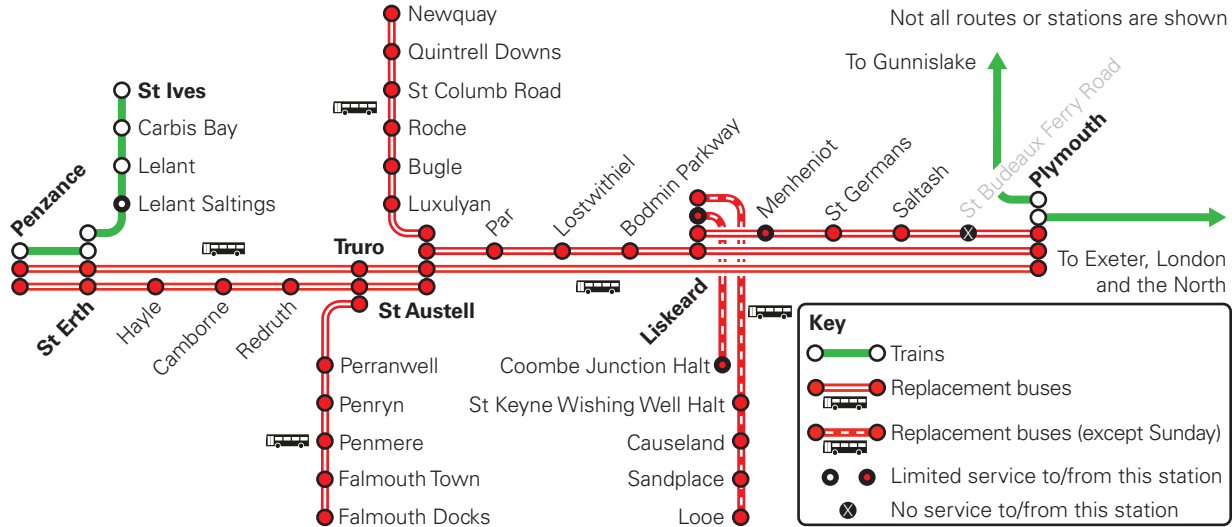 Not all routes or stations are shown
Newquay
Quintrell Downs
St Columb Road
Roche
Bugle
Luxulyan
St Ives
Carbis Bay
Lelant
Lelant Saltings
Penzance
St Erth
Hayle
Camborne
Redruth
Truro
St Austell
Par
Lostwithiel
Bodmin Parkway
Liskeard
Menheniot
St Germans
Saltash
St Budeaux Ferry Road
Plymouth
To Gunnislake
To Exeter, London
and the North
Perranwell
Penryn
Penmere
Falmouth Town
Falmouth Docks
Coombe Junction Halt
St Keyne Wishing Well Halt
Causeland
Sandplace
Looe
Key
Trains
Replacement buses
Replacement buses (except Sunday)
Limited service to/from this station
No service to/from this station